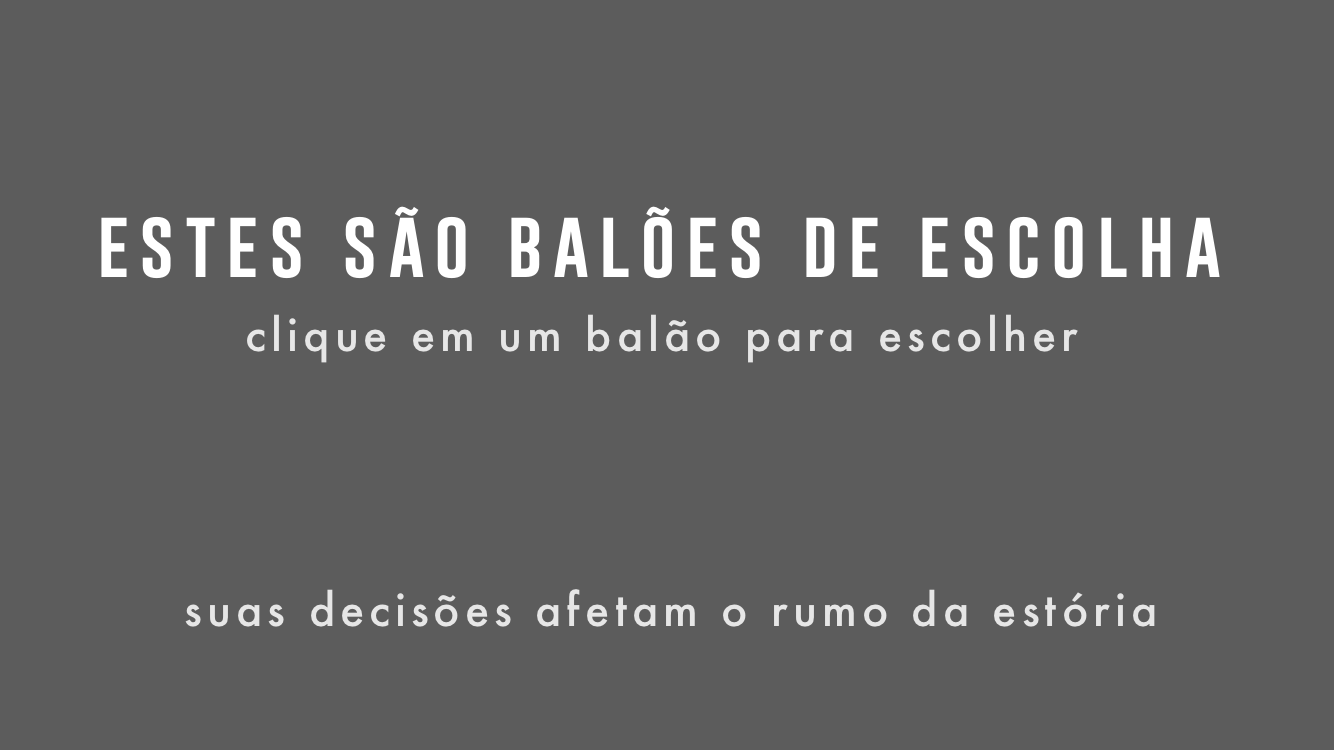 ESTES SÃO BALÕES DE ESCOLHA
clique em um balão para escolher
suas decisões afetam o rumo da estória